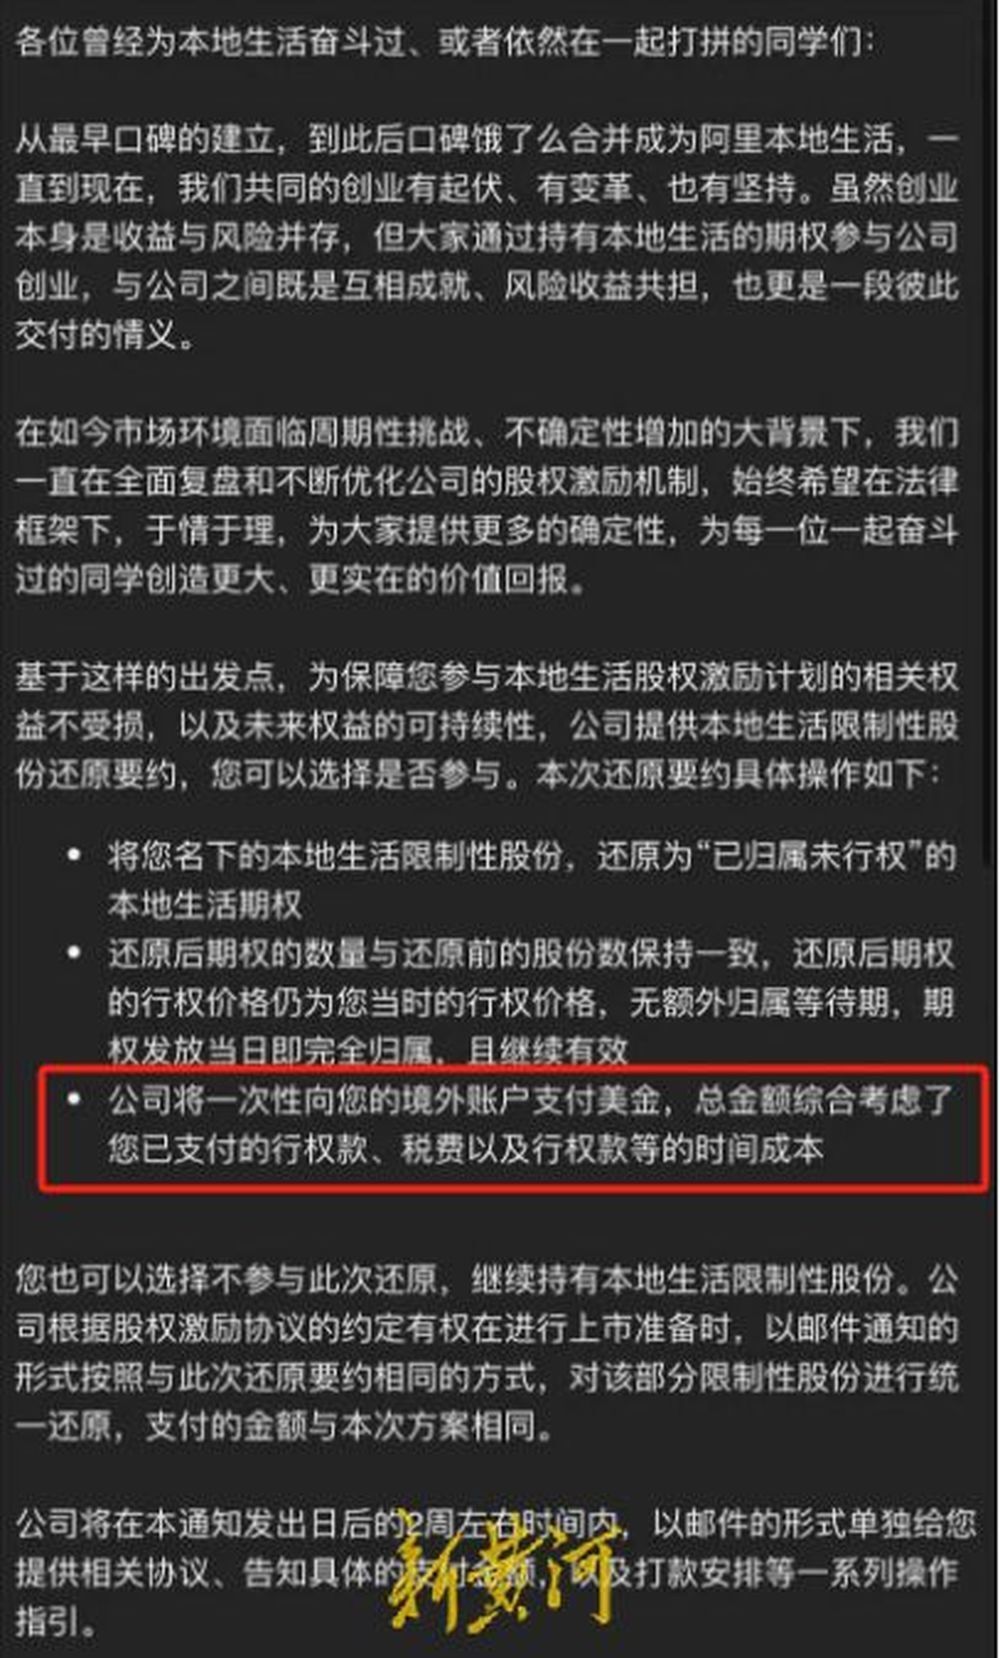 各位曾经为本地生活奋斗过、或者依然在一起打拼的同学们：
从最早口碑的建立，到此后口碑饿了么合并成为阿里本地生活，一
直到现在，我们共同的创业有起伏、有变革、也有坚持。虽然创业
本身是收益与风险并存，但大家通过持有本地生活的期权参与公司
创业，与公司之间既是互相成就、风险收益共担，也更是一段彼此
交付的情义。
在如今市场环境面临周期性挑战、不确定性增加的大背景下，我们
一直在全面复盘和不断优化公司的股权激励机制，始终希望在法律
框架下，于情于理，为大家提供更多的确定性，为每一位一起奋斗
过的同学创造更大、更实在的价值回报。
基于这样的出发点，为保障您参与本地生活股权激励计划的相关权
益不受损，以及未来权益的可持续性，公司提供本地生活限制性股
份还原要约，您可以选择是否参与。本次还原要约具体操作如下：
• 将您名下的本地生活限制性股份，还原为“已归属未行权”的
本地生活期权
• 还原后期权的数量与还原前的股份数保持一致，还原后期权
的行权价格仍为您当时的行权价格，无额外归属等待期，期
权发放当日即完全归属，且继续有效
• 公司将一次性向您的境外账户支付美金，总金额综合考虑了
您已支付的行权款、税费以及行权款等的时间成本
您也可以选择不参与此次还原，继续持有本地生活限制性股份。公
司根据股权激励协议的约定有权在进行上市准备时，以邮件通知的
形式按照与此次还原要约相同的方式，对该部分限制性股份进行统
一还原，支付的金额与本次方案相同。
公司将在本通知发出日后的2周左右时间内，以邮件的形式单独给您
提供相关协议、告知具体的支付金额，以及打款安排等一系列操作
指引。
新黄河